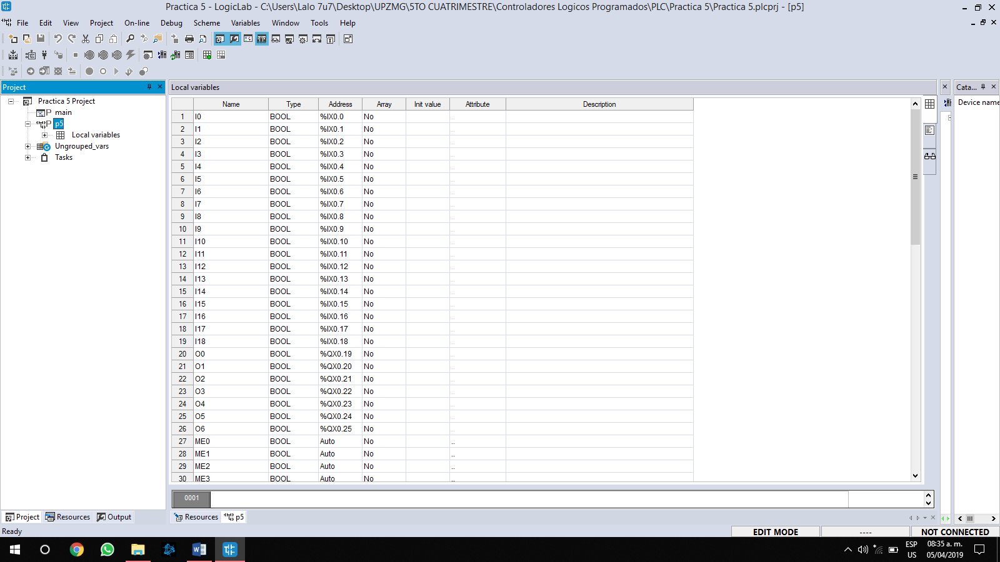 Practica 5 - LogicLab - C:\Users\Lalo 7u7\Desktop\UPZMG\5TO CUATRIMESTRE\Controladores Logicos Programados\PLC\Practica 5\Practica 5.plcprj - [p5]
File Edit View Project On-line Debug Scheme Variables Window Tools Help
Project
Local variables
Cata...
Practica 5 Project
main
p5
Local variables
Ungrouped_vars
Tasks
Device name
Name Type Address Array Init value Attribute Description
1 I0 BOOL %IX0.0 No ..
2 I1 BOOL %IX0.1 No ..
3 I2 BOOL %IX0.2 No ..
4 I3 BOOL %IX0.3 No ..
5 I4 BOOL %IX0.4 No ..
6 I5 BOOL %IX0.5 No ..
7 I6 BOOL %IX0.6 No ..
8 I7 BOOL %IX0.7 No ..
9 I8 BOOL %IX0.8 No ..
10 I9 BOOL %IX0.9 No ..
11 I10 BOOL %IX0.10 No ..
12 I11 BOOL %IX0.11 No ..
13 I12 BOOL %IX0.12 No ..
14 I13 BOOL %IX0.13 No ..
15 I14 BOOL %IX0.14 No ..
16 I15 BOOL %IX0.15 No ..
17 I16 BOOL %IX0.16 No ..
18 I17 BOOL %IX0.17 No ..
19 I18 BOOL %IX0.18 No ..
20 O0 BOOL %QX0.19 No ..
21 O1 BOOL %QX0.20 No ..
22 O2 BOOL %QX0.21 No ..
23 O3 BOOL %QX0.22 No ..
24 O4 BOOL %QX0.23 No ..
25 O5 BOOL %QX0.24 No ..
26 O6 BOOL %QX0.25 No ..
27 ME0 BOOL Auto No ..
28 ME1 BOOL Auto No ..
29 ME2 BOOL Auto No ..
30 ME3 BOOL Auto No ..
0001
Project Resources Output
Resources p5
Ready
EDIT MODE ---- NOT CONNECTED
ESP
US
08:35 a. m.
05/04/2019